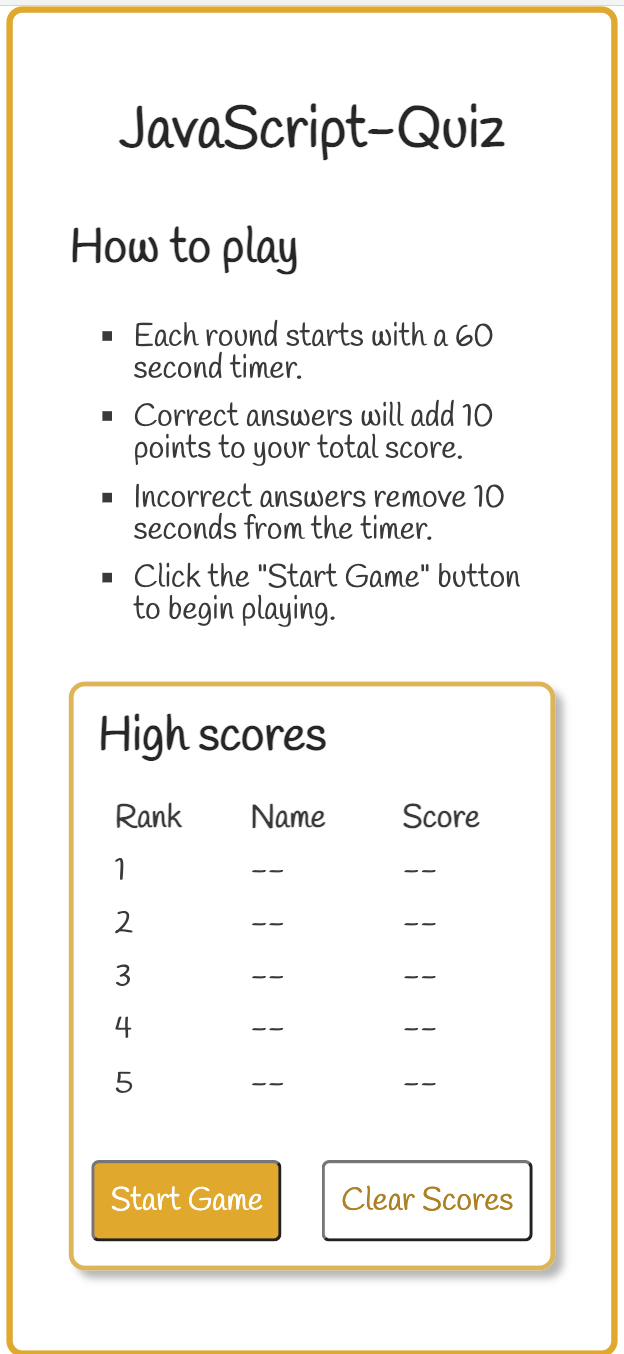 JavaScript-Quiz
How to play
Each round starts with a 60
second timer.
Correct answers will add 10
points to your total score.
Incorrect answers remove 10
seconds from the timer.
Click the "Start Game" button
to begin playing.
High scores
Rank Name Score
1 -- --
2 -- --
3 -- --
4 -- --
5 -- --
Start Game Clear Scores